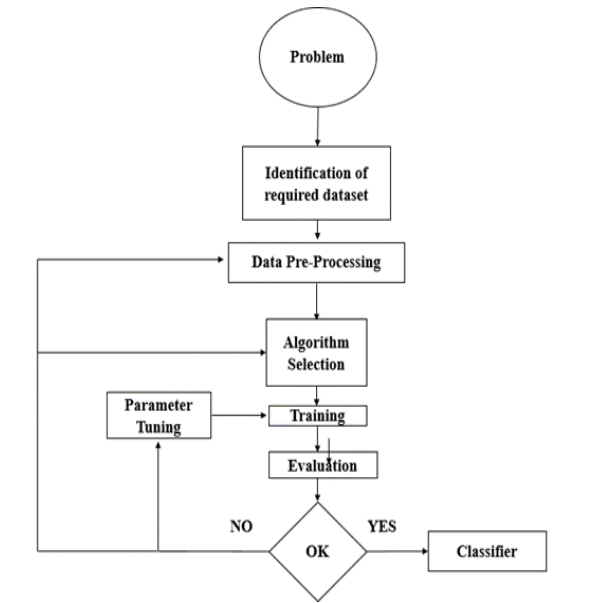 Problem
Identification of
required dataset
Data Pre-Processing
Algorithm
Selection
Parameter
Tuning
Training
Evaluation
NO
YES
OK
Classifier